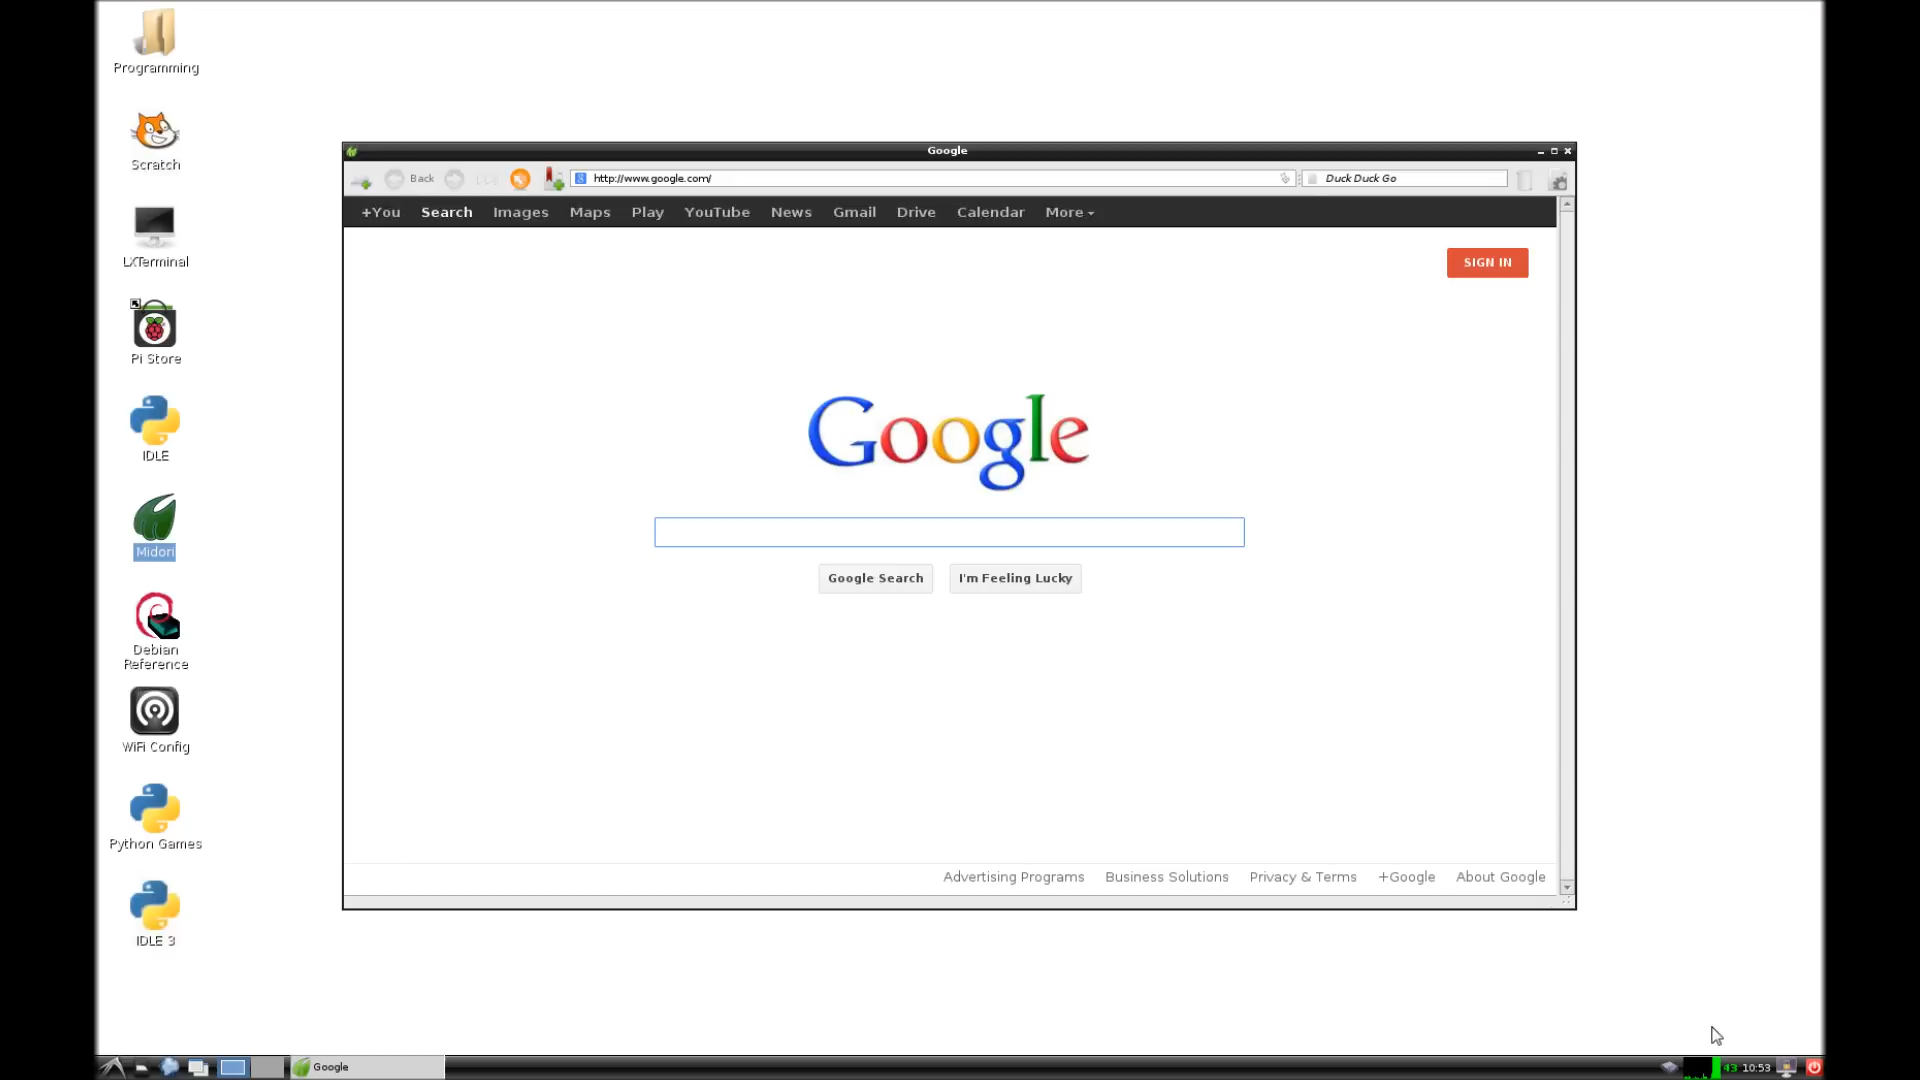 Programming
Scratch
LXTerminal
Pi Store
IDLE
Midori
Debian
Reference
WiFi Config
Python Games
IDLE 3
Google
Back
http://www.google.com/
Duck Duck Go
+You Search Images Maps Play YouTube News Gmail Drive Calendar More
SIGN IN
Google
Google Search I'm Feeling Lucky
Advertising Programs Business Solutions Privacy & Terms +Google About Google
Google
43 10:53